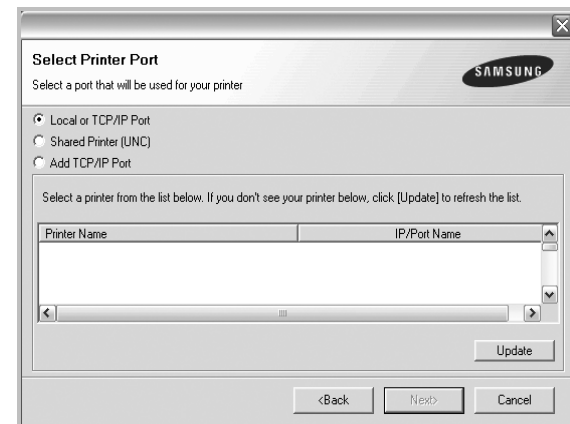 Select Printer Port
Select a port that will be used for your printer
SAMSUNG
Local or TCP/IP Port
Shared Printer (UNC)
Add TCP/IP Port
Select a printer from the list below. If you don't see your printer below, click [Update] to refresh the list.
Printer Name IP/Port Name
Update
<Back Next> Cancel